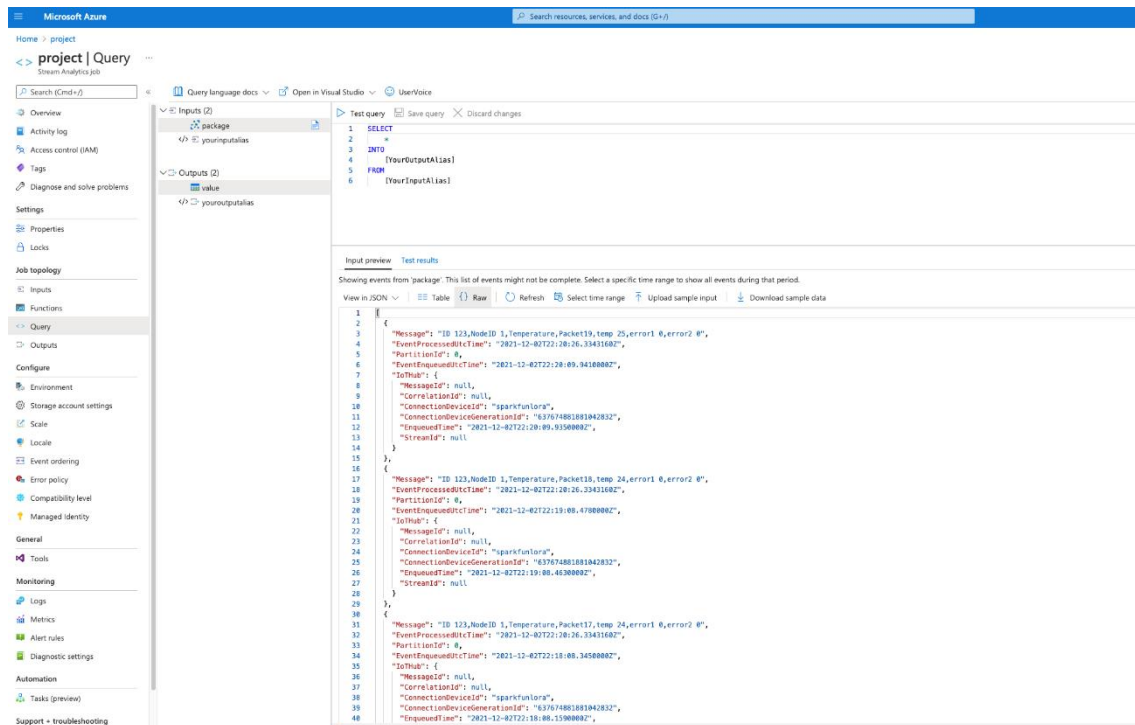 Microsoft Azure
Search resources, services, and docs (G+/)
Home > project
<> project | Query ...
Stream Analytics job
Search (Cmd+/)
«
Overview
Activity log
Access control (IAM)
Tags
Diagnose and solve problems
Settings
Properties
Locks
Job topology
Inputs
Functions
<> Query
Outputs
Configure
Environment
Storage account settings
Scale
Locale
Event ordering
Error policy
Compatibility level
Managed Identity
General
Tools
Monitoring
Logs
Metrics
Alert rules
Diagnostic settings
Automation
Tasks (preview)
Support + troubleshooting
Query language docs
Open in Visual Studio
UserVoice
Inputs (2)
package
</> yourinputalias
Outputs (2)
value
</> youroutputalias
Test query Save query Discard changes
1 SELECT
2 *
3 INTO
4 [YourOutputAlias]
5 FROM
6 [YourInputAlias]
Input preview Test results
Showing events from 'package'. This list of events might not be complete. Select a specific time range to show all events during that period.
View in JSON Table {} Raw Refresh Select time range Upload sample input Download sample data
1 [
2 {
3 "Message": "ID 123,NodeID 1,Temperature,Packet19,temp 25,error1 0,error2 0",
4 "EventProcessedUtcTime": "2021-12-02T22:20:26.3343160Z",
5 "PartitionId": 0,
6 "EventEnqueuedUtcTime": "2021-12-02T22:20:09.9410000Z",
7 "IoTHub": {
8 "MessageId": null,
9 "CorrelationId": null,
10 "ConnectionDeviceId": "sparkfunlora",
11 "ConnectionDeviceGenerationId": "637674881881042832",
12 "EnqueuedTime": "2021-12-02T22:20:09.9350000Z",
13 "StreamId": null
14 }
15 },
16 {
17 "Message": "ID 123,NodeID 1,Temperature,Packet18,temp 24,error1 0,error2 0",
18 "EventProcessedUtcTime": "2021-12-02T22:20:26.3343160Z",
19 "PartitionId": 0,
20 "EventEnqueuedUtcTime": "2021-12-02T22:19:08.4780000Z",
21 "IoTHub": {
22 "MessageId": null,
23 "CorrelationId": null,
24 "ConnectionDeviceId": "sparkfunlora",
25 "ConnectionDeviceGenerationId": "637674881881042832",
26 "EnqueuedTime": "2021-12-02T22:19:08.4630000Z",
27 "StreamId": null
28 }
29 },
30 {
31 "Message": "ID 123,NodeID 1,Temperature,Packet17,temp 24,error1 0,error2 0",
32 "EventProcessedUtcTime": "2021-12-02T22:20:26.3343160Z",
33 "PartitionId": 0,
34 "EventEnqueuedUtcTime": "2021-12-02T22:18:08.3450000Z",
35 "IoTHub": {
36 "MessageId": null,
37 "CorrelationId": null,
38 "ConnectionDeviceId": "sparkfunlora",
39 "ConnectionDeviceGenerationId": "637674881881042832",
40 "EnqueuedTime": "2021-12-02T22:18:08.1590000Z",